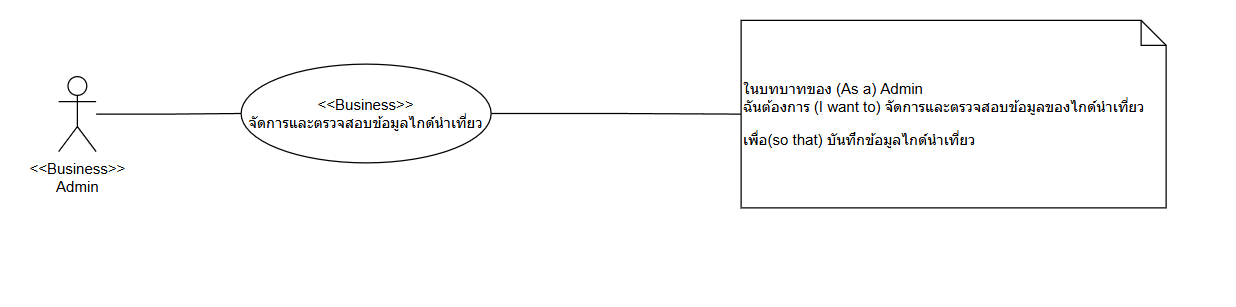 <<Business>>
Admin
<<Business>>
จัดการและตรวจสอบข้อมูลไกด์นำเที่ยว
ในบทบาทของ (As a) Admin
ฉันต้องการ (I want to) จัดการและตรวจสอบข้อมูลของไกด์นำเที่ยว
เพื่อ(so that) บันทึกข้อมูลไกด์นำเที่ยว